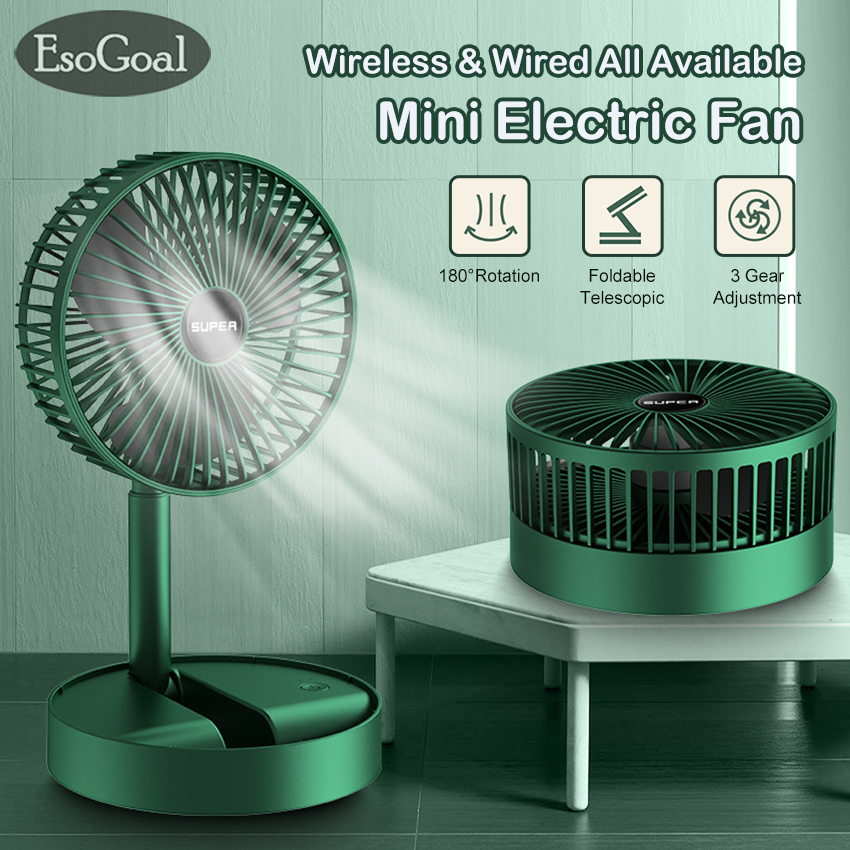 EsoGoal
Wireless & Wired All Available
Mini Electric Fan
180°Rotation
Foldable
Telescopic
3 Gear
Adjustment
SUPER
SUPER